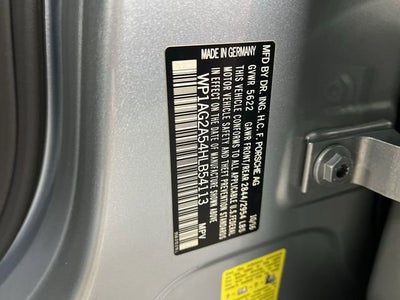 MFD BY DR. ING. H.C. F. PORSCHE AG
GVWR 5622 GAWR FRONT/REAR 2844/2954 LBS
THIS VEHICLE CONFORMS TO ALL APPLICABLE U.S.FEDERAL
MOTOR VEHICLE SAFETY AND THEFT PREVENTION STANDARDS
IN EFFECT ON THE DATE OF MANUFACTURE SHOWN ABOVE
WP1AG2A54HLB54113 MPV
MADE IN GERMANY